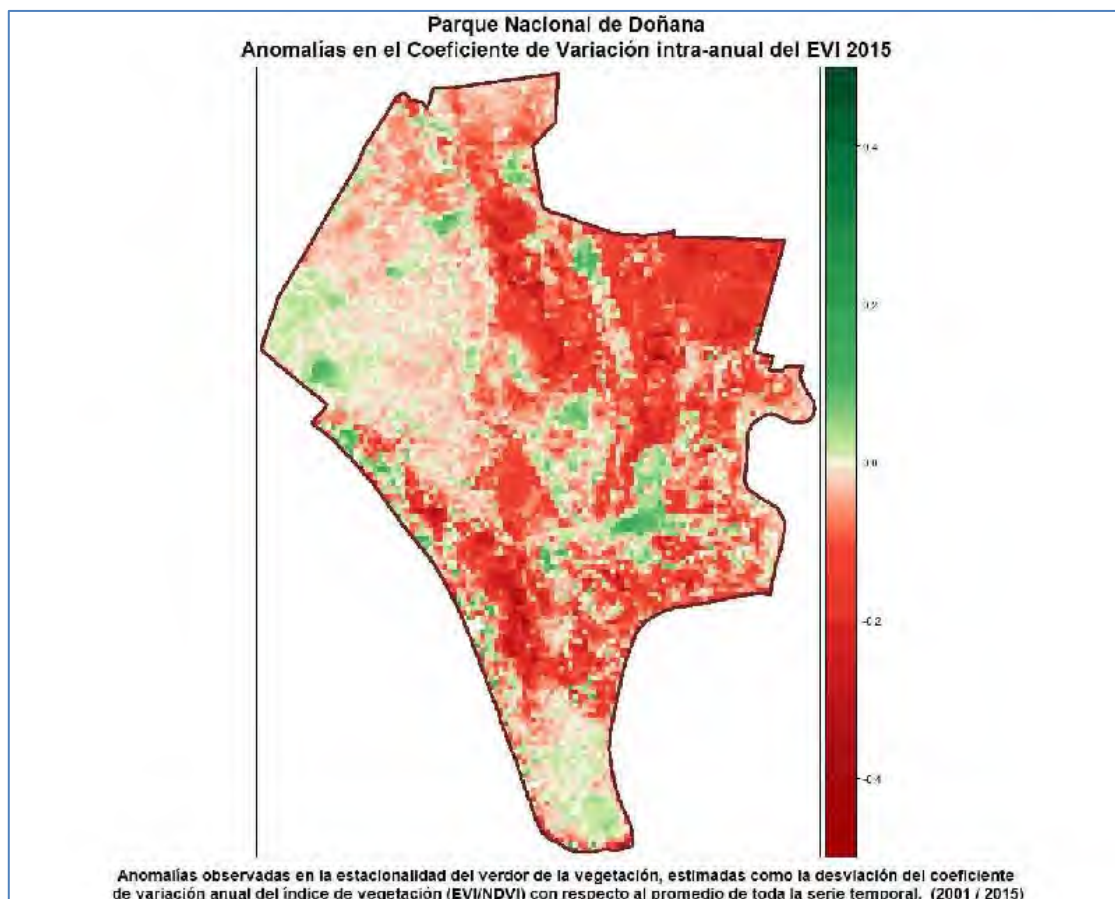 Parque Nacional de Doñana
Anomalías en el Coeficiente de Variación intra-anual del EVI 2015
0.4
0.2
0.0
-0.2
-0.4
Anomalías observadas en la estacionalidad del verdor de la vegetación, estimadas como la desviación del coeficiente
de variación anual del índice de vegetación (EVI/NDVI) con respecto al promedio de toda la serie temporal. (2001 / 2015)